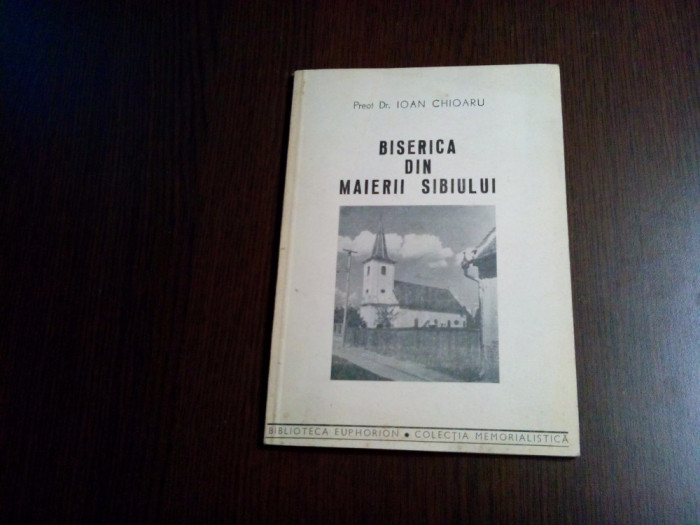 Preot Dr. IOAN CHIOARU
BISERICA
DIN
MAIERII SIBIULUI
BIBLIOTECA EUPHORION • COLECȚIA MEMORIALISTICĂ